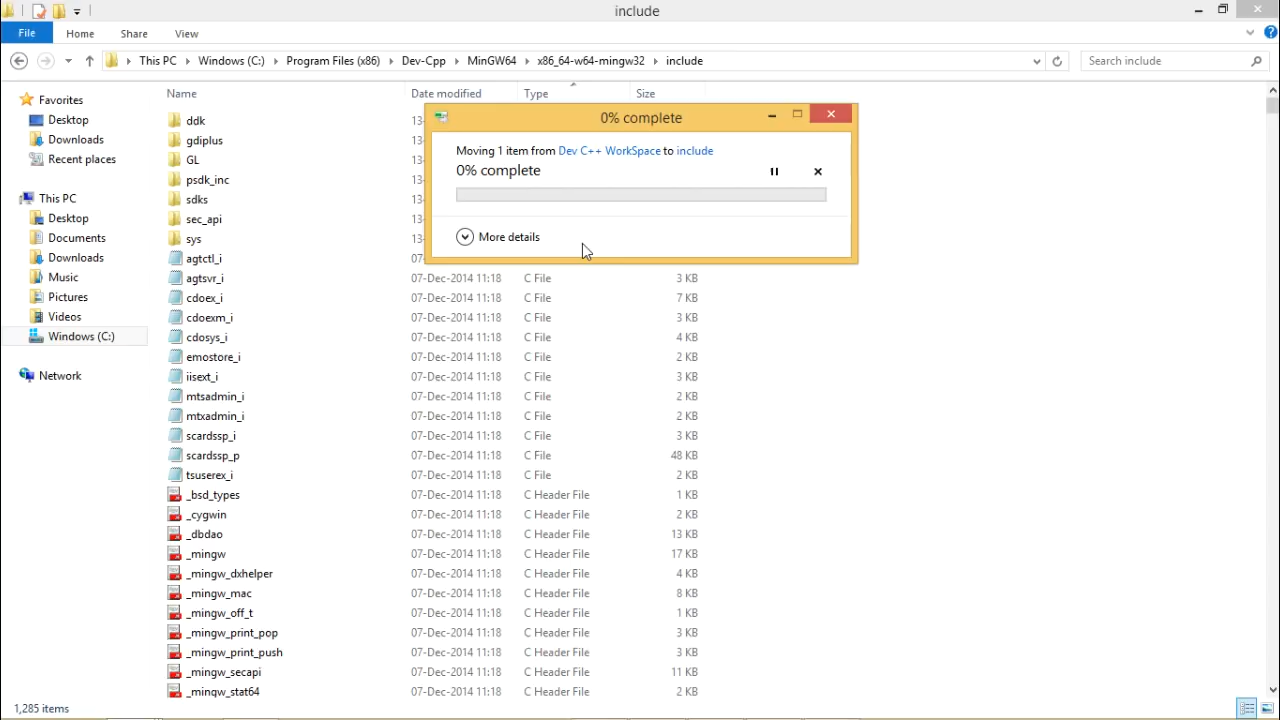 include
File Home Share View
This PC Windows (C:) Program Files (x86) Dev-Cpp MinGW64 x86_64-w64-mingw32 include Search include
Name Date modified Type Size
0% complete
Moving 1 item from Dev C++ WorkSpace to include
0% complete
More details
Favorites
Desktop
Downloads
Recent places
This PC
Desktop
Documents
Downloads
Music
Pictures
Videos
Windows (C:)
Network
ddk 13-
gdiplus 13-
GL 13-
psdk_inc 13-
sdks 13-
sec_api 13-
sys 13-
agtctl_i 07-
agtsvr_i 07-Dec-2014 11:18 C File 3 KB
cdoex_i 07-Dec-2014 11:18 C File 7 KB
cdoexm_i 07-Dec-2014 11:18 C File 3 KB
cdosys_i 07-Dec-2014 11:18 C File 4 KB
emostore_i 07-Dec-2014 11:18 C File 2 KB
iisext_i 07-Dec-2014 11:18 C File 3 KB
mtsadmin_i 07-Dec-2014 11:18 C File 2 KB
mtxadmin_i 07-Dec-2014 11:18 C File 2 KB
scardssp_i 07-Dec-2014 11:18 C File 3 KB
scardssp_p 07-Dec-2014 11:18 C File 48 KB
tsuserex_i 07-Dec-2014 11:18 C File 2 KB
_bsd_types 07-Dec-2014 11:18 C Header File 1 KB
_cygwin 07-Dec-2014 11:18 C Header File 2 KB
_dbdao 07-Dec-2014 11:18 C Header File 13 KB
_mingw 07-Dec-2014 11:18 C Header File 17 KB
_mingw_dxhelper 07-Dec-2014 11:18 C Header File 4 KB
_mingw_mac 07-Dec-2014 11:18 C Header File 8 KB
_mingw_off_t 07-Dec-2014 11:18 C Header File 1 KB
_mingw_print_pop 07-Dec-2014 11:18 C Header File 3 KB
_mingw_print_push 07-Dec-2014 11:18 C Header File 3 KB
_mingw_secapi 07-Dec-2014 11:18 C Header File 11 KB
_mingw_stat64 07-Dec-2014 11:18 C Header File 2 KB
1,285 items